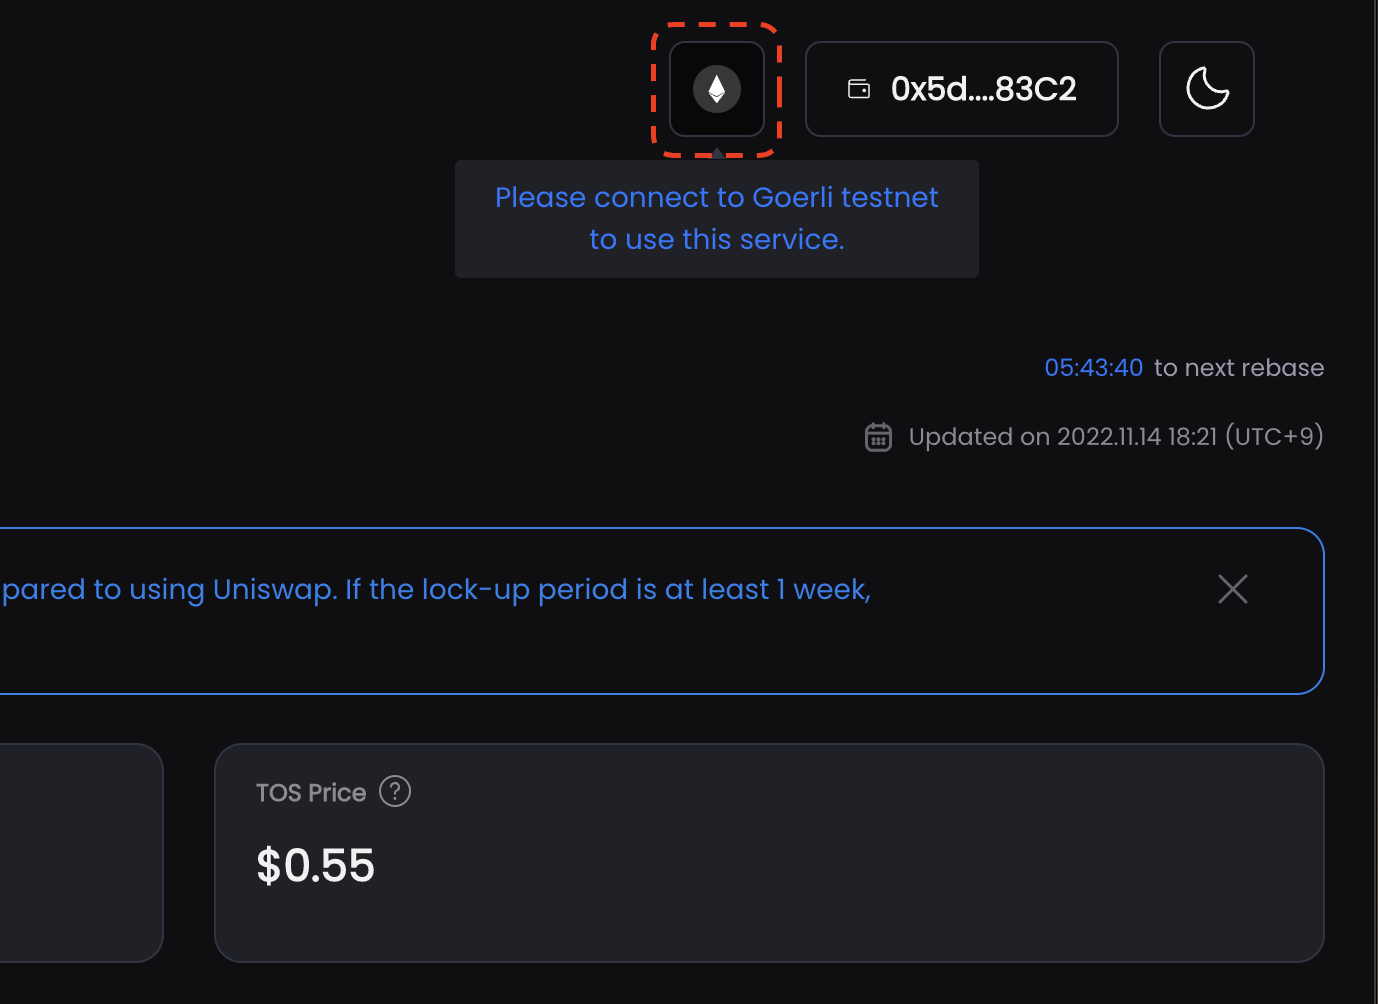 0x5d....83C2
Please connect to Goerli testnet
to use this service.
05:43:40 to next rebase
Updated on 2022.11.14 18:21 (UTC+9)
pared to using Uniswap. If the lock-up period is at least 1 week,
TOS Price ?
$0.55